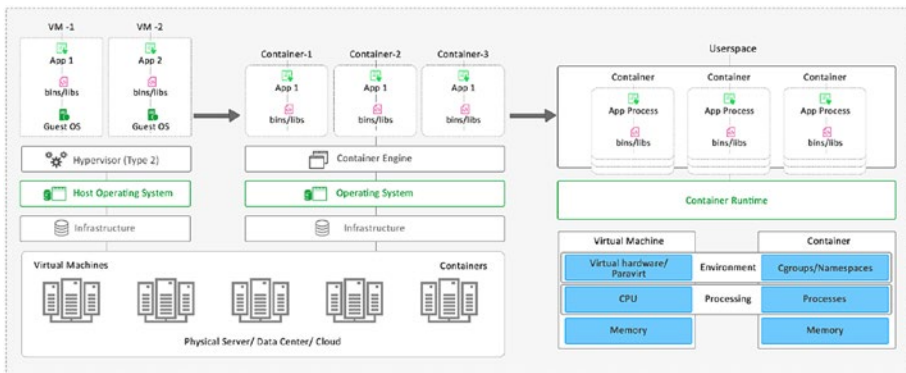 VM -1
VM -2
App 1
App 2
bins/libs
bins/libs
Guest OS
Guest OS
Hypervisor (Type 2)
Host Operating System
Infrastructure
Container-1
Container-2
Container-3
App 1
App 1
App 1
bins/libs
bins/libs
bins/libs
Container Engine
Operating System
Infrastructure
Virtual Machines
Containers
Physical Server/ Data Center/ Cloud
Userspace
Container
Container
Container
App Process
App Process
App Process
bins/libs
bins/libs
bins/libs
Container Runtime
Virtual Machine
Container
Virtual hardware/
Paravirt
Environment
Cgroups/Namespaces
CPU
Processing
Processes
Memory
Memory